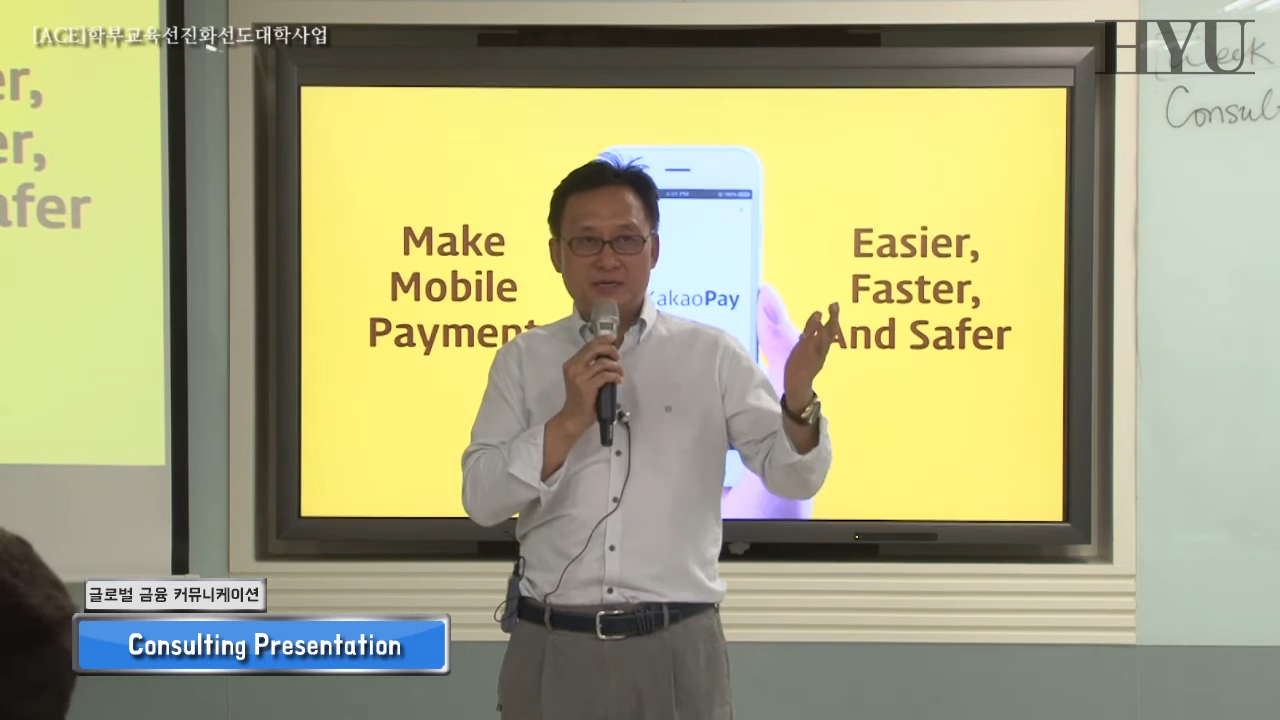 [ACE]학부교육선진화선도대학사업
HYU
er,
er,
afer
Make
Mobile
Payment
KakaoPay
Easier,
Faster,
And Safer
Consul
글로벌 금융 커뮤니케이션
Consulting Presentation